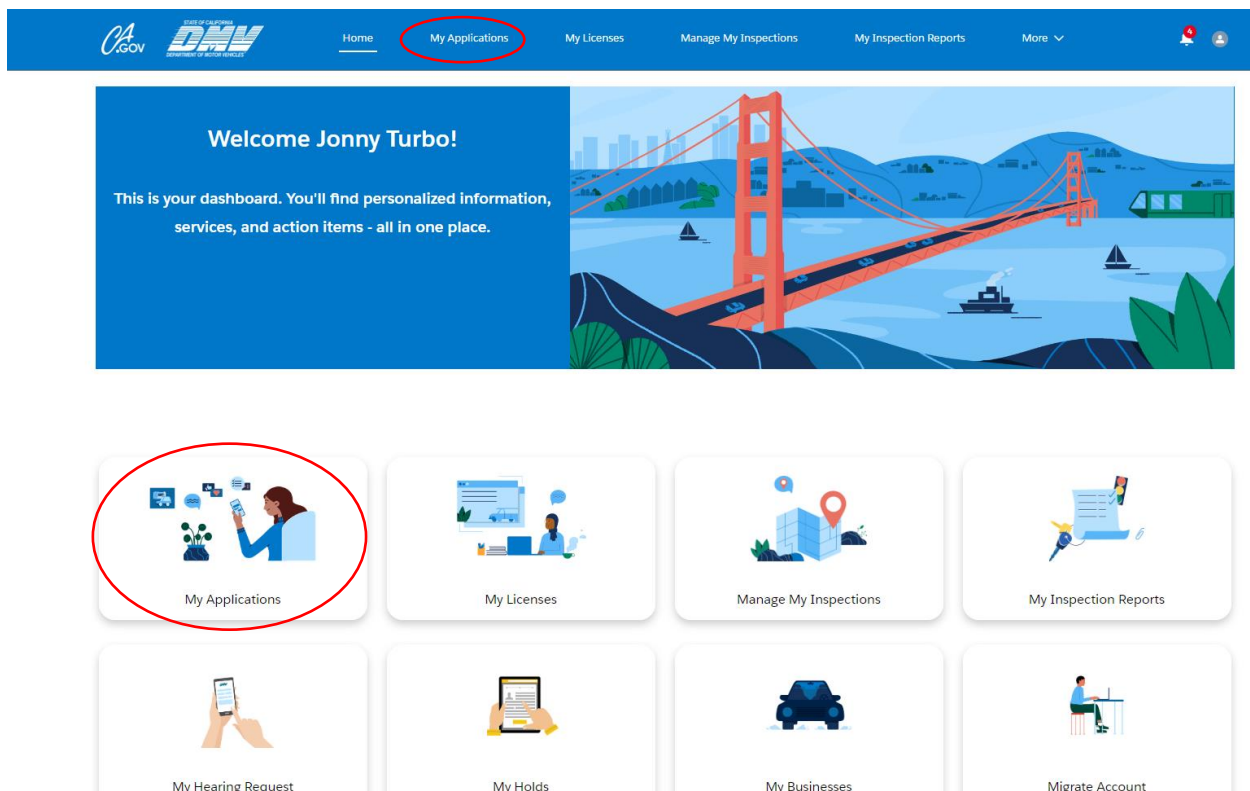 CA.GOV
STATE OF CALIFORNIA
DMV
DEPARTMENT OF MOTOR VEHICLES
Home
My Applications
My Licenses
Manage My Inspections
My Inspection Reports
More
4
Welcome Jonny Turbo!
This is your dashboard. You'll find personalized information,
services, and action items - all in one place.
My Applications
My Licenses
Manage My Inspections
My Inspection Reports
My Hearing Request
My Holds
My Businesses
Migrate Account